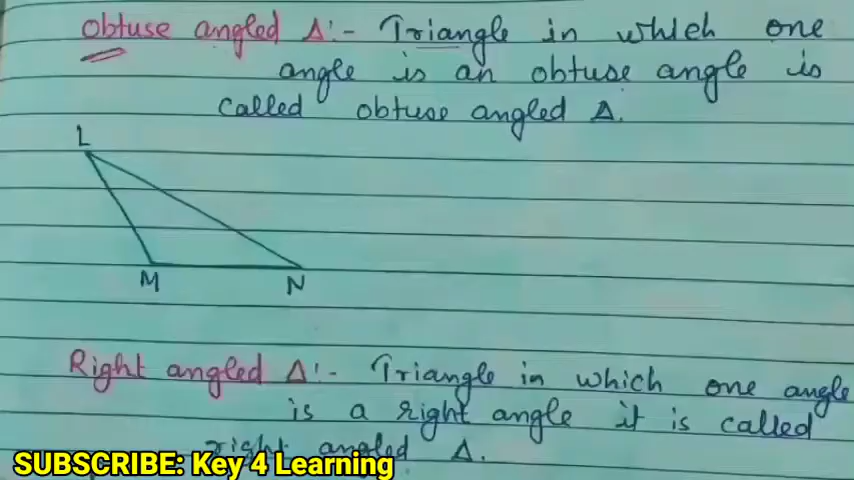 Obtuse angled Δ:- Triangle in which one
angle is an obtuse angle is
called obtuse angled Δ.
L
M N
Right angled Δ:- Triangle in which one angle
is a right angle it is called
right angled Δ.
SUBSCRIBE: Key 4 Learning